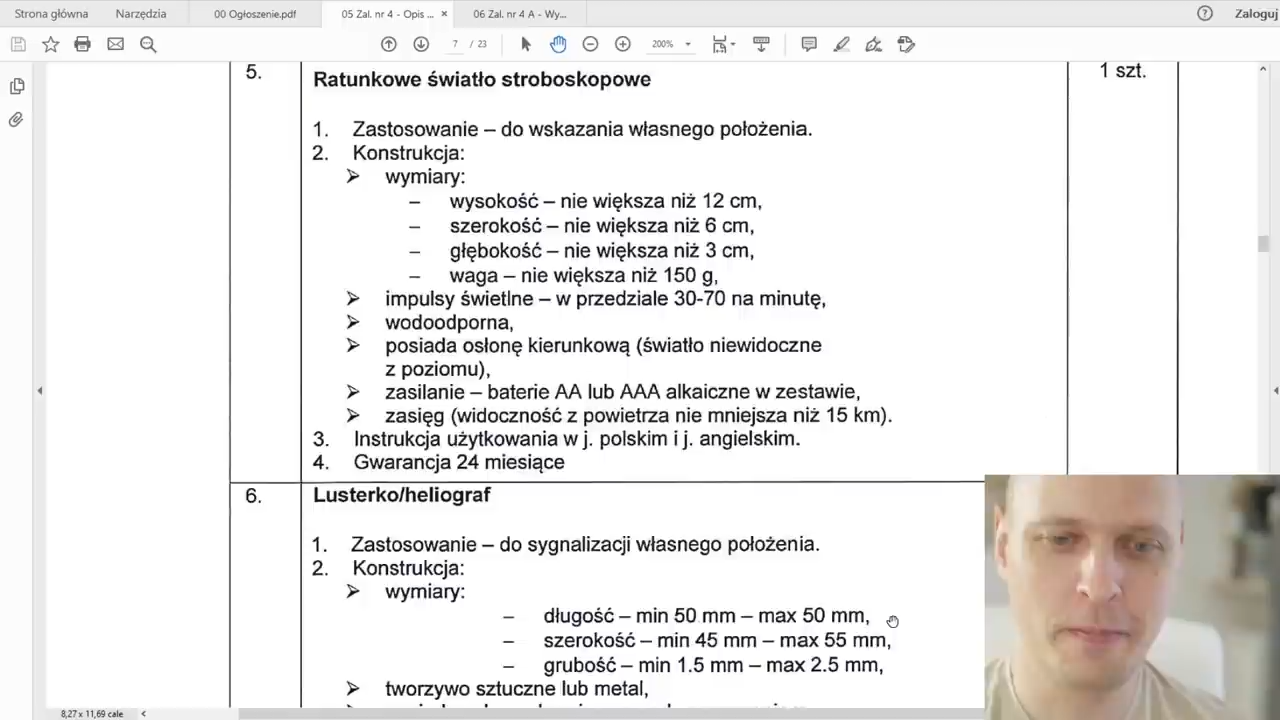 Strona główna Narzędzia 00 Ogłoszenie.pdf 05 Zal. nr 4 - Opis ... × 06 Zal. nr 4 A - Wy... ? Zaloguj
7 / 23 200%
5. Ratunkowe światło stroboskopowe 1 szt.
1. Zastosowanie – do wskazania własnego położenia.
2. Konstrukcja:
➢ wymiary:
– wysokość – nie większa niż 12 cm,
– szerokość – nie większa niż 6 cm,
– głębokość – nie większa niż 3 cm,
– waga – nie większa niż 150 g,
➢ impulsy świetlne – w przedziale 30-70 na minutę,
➢ wodoodporna,
➢ posiada osłonę kierunkową (światło niewidoczne
z poziomu),
➢ zasilanie – baterie AA lub AAA alkaiczne w zestawie,
➢ zasięg (widoczność z powietrza nie mniejsza niż 15 km).
3. Instrukcja użytkowania w j. polskim i j. angielskim.
4. Gwarancja 24 miesiące
6. Lusterko/heliograf
1. Zastosowanie – do sygnalizacji własnego położenia.
2. Konstrukcja:
➢ wymiary:
– długość – min 50 mm – max 50 mm,
– szerokość – min 45 mm – max 55 mm,
– grubość – min 1.5 mm – max 2.5 mm,
➢ tworzywo sztuczne lub metal,
8,27 x 11,69 cale